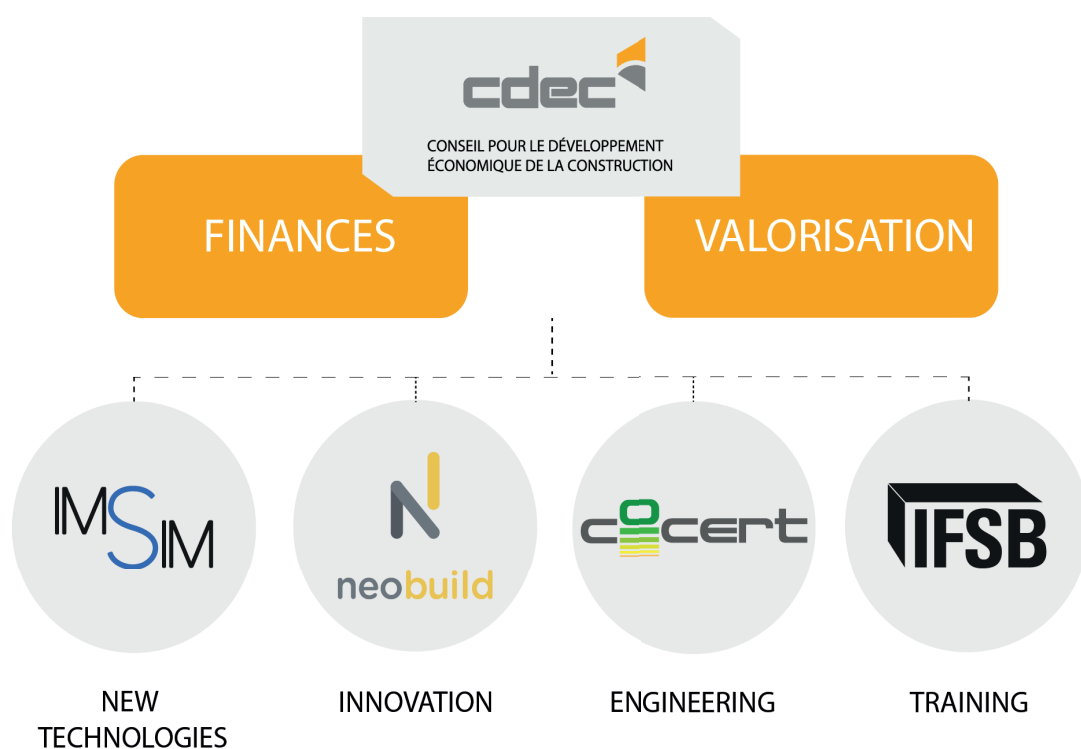 cdec
CONSEIL POUR LE DÉVELOPPEMENT
ÉCONOMIQUE DE LA CONSTRUCTION
FINANCES
VALORISATION
IMSIM
neobuild
cocert
IFSB
NEW
TECHNOLOGIES
INNOVATION
ENGINEERING
TRAINING